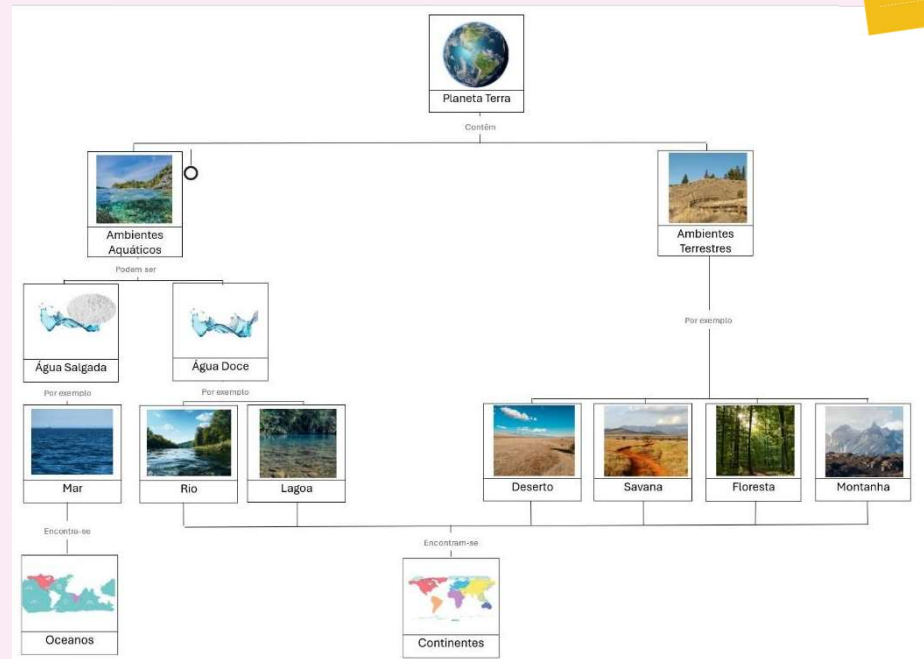 Planeta Terra
Contêm
Ambientes
Aquáticos
Ambientes
Terrestres
Podem ser
Por exemplo
Água Salgada
Água Doce
Por exemplo
Por exemplo
Mar
Rio
Lagoa
Deserto
Savana
Floresta
Montanha
Encontra-se
Encontram-se
Oceanos
Continentes